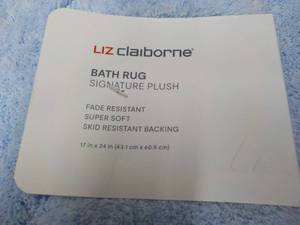 LIZ claiborne®
BATH RUG
SIGNATURE PLUSH
FADE RESISTANT
SUPER SOFT
SKID RESISTANT BACKING
17 in x 24 in (43.1 cm x 60.9 cm)